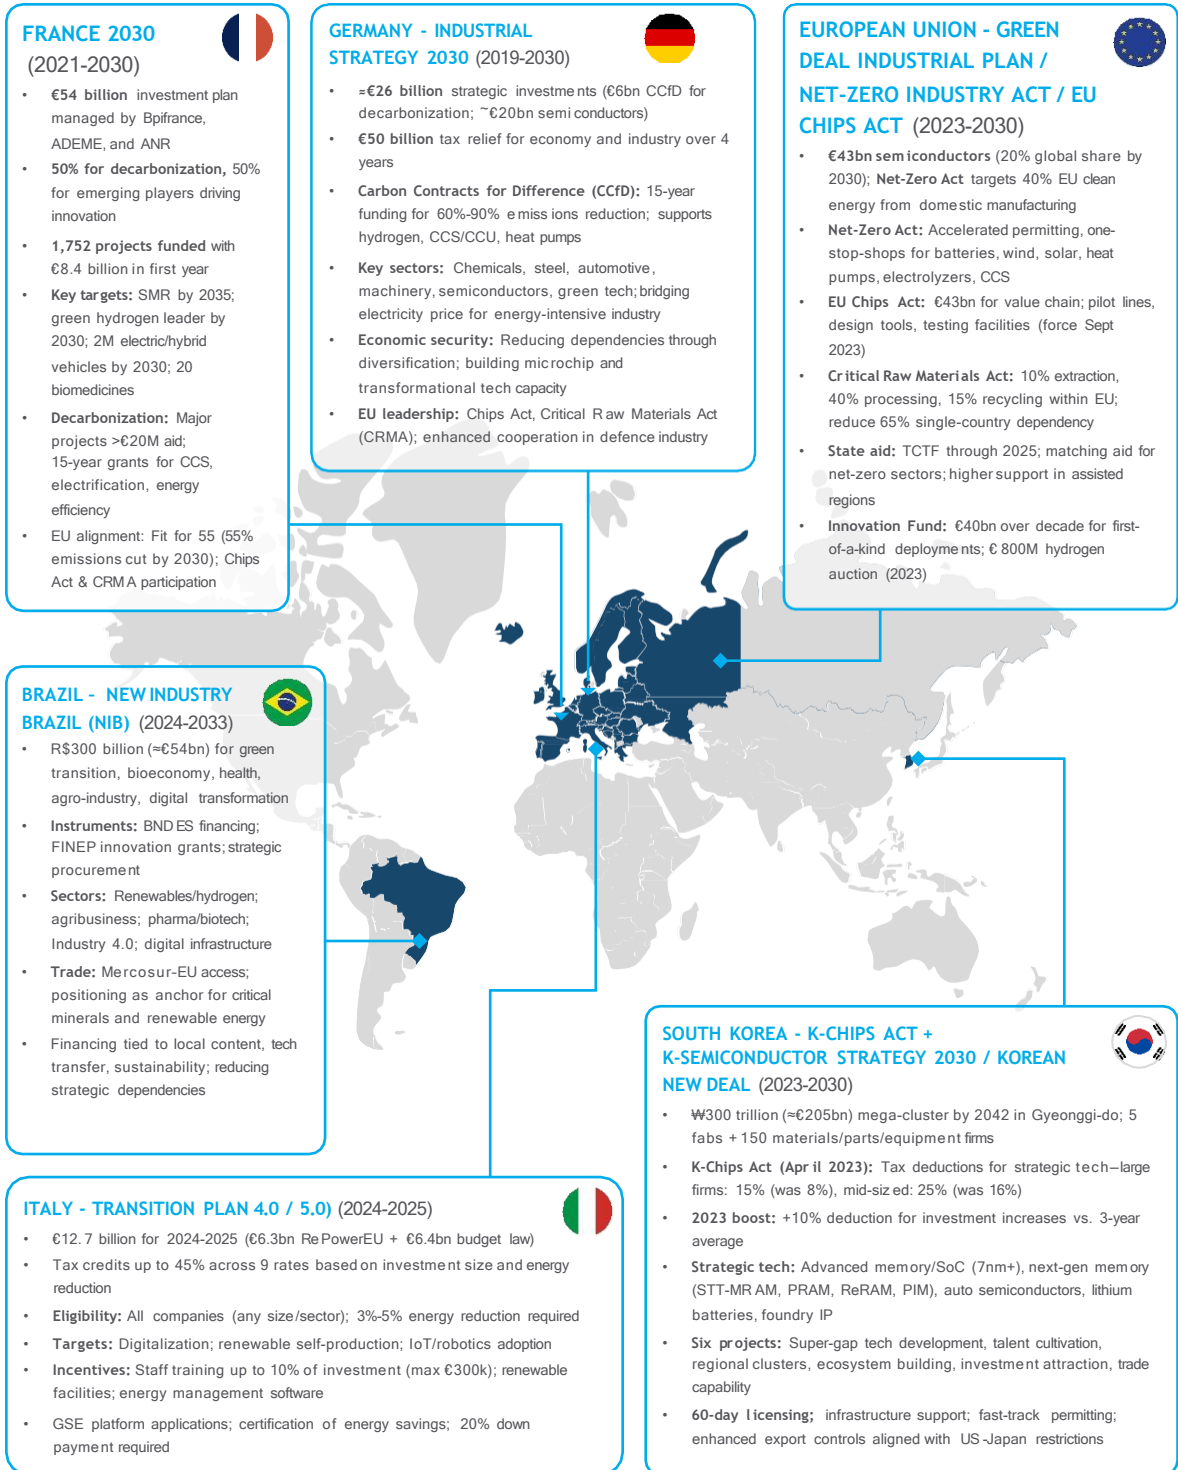 FRANCE 2030
(2021-2030)
• €54 billion investment plan
managed by Bpifrance,
ADEME, and ANR
• 50% for decarbonization, 50%
for emerging players driving
innovation
• 1,752 projects funded with
€8.4 billion in first year
• Key targets: SMR by 2035;
green hydrogen leader by
2030; 2M electric/hybrid
vehicles by 2030; 20
biomedicines
• Decarbonization: Major
projects >€20M aid;
15-year grants for CCS,
electrification, energy
efficiency
• EU alignment: Fit for 55 (55%
emissions cut by 2030); Chips
Act & CRMA participation
GERMANY - INDUSTRIAL
STRATEGY 2030 (2019-2030)
• ≈€26 billion strategic investments (€6bn CCfD for
decarbonization; ~€20bn semiconductors)
• €50 billion tax relief for economy and industry over 4
years
• Carbon Contracts for Difference (CCfD): 15-year
funding for 60%-90% emissions reduction; supports
hydrogen, CCS/CCU, heat pumps
• Key sectors: Chemicals, steel, automotive,
machinery, semiconductors, green tech; bridging
electricity price for energy-intensive industry
• Economic security: Reducing dependencies through
diversification; building microchip and
transformational tech capacity
• EU leadership: Chips Act, Critical Raw Materials Act
(CRMA); enhanced cooperation in defence industry
EUROPEAN UNION - GREEN
DEAL INDUSTRIAL PLAN /
NET-ZERO INDUSTRY ACT / EU
CHIPS ACT (2023-2030)
• €43bn semiconductors (20% global share by
2030); Net-Zero Act targets 40% EU clean
energy from domestic manufacturing
• Net-Zero Act: Accelerated permitting, one-
stop-shops for batteries, wind, solar, heat
pumps, electrolyzers, CCS
• EU Chips Act: €43bn for value chain; pilot lines,
design tools, testing facilities (force Sept
2023)
• Critical Raw Materials Act: 10% extraction,
40% processing, 15% recycling within EU;
reduce 65% single-country dependency
• State aid: TCTF through 2025; matching aid for
net-zero sectors; higher support in assisted
regions
• Innovation Fund: €40bn over decade for first-
of-a-kind deployments; €800M hydrogen
auction (2023)
BRAZIL - NEW INDUSTRY
BRAZIL (NIB) (2024-2033)
• R$300 billion (≈€54bn) for green
transition, bioeconomy, health,
agro-industry, digital transformation
• Instruments: BNDES financing;
FINEP innovation grants; strategic
procurement
• Sectors: Renewables/hydrogen;
agribusiness; pharma/biotech;
Industry 4.0; digital infrastructure
• Trade: Mercosur-EU access;
positioning as anchor for critical
minerals and renewable energy
• Financing tied to local content, tech
transfer, sustainability; reducing
strategic dependencies
ITALY - TRANSITION PLAN 4.0 / 5.0) (2024-2025)
• €12.7 billion for 2024-2025 (€6.3bn RePowerEU + €6.4bn budget law)
• Tax credits up to 45% across 9 rates based on investment size and energy
reduction
• Eligibility: All companies (any size/sector); 3%-5% energy reduction required
• Targets: Digitalization; renewable self-production; IoT/robotics adoption
• Incentives: Staff training up to 10% of investment (max €300k); renewable
facilities; energy management software
• GSE platform applications; certification of energy savings; 20% down
payment required
SOUTH KOREA - K-CHIPS ACT +
K-SEMICONDUCTOR STRATEGY 2030 / KOREAN
NEW DEAL (2023-2030)
• ₩300 trillion (≈€205bn) mega-cluster by 2042 in Gyeonggi-do; 5
fabs + 150 materials/parts/equipment firms
• K-Chips Act (April 2023): Tax deductions for strategic tech—large
firms: 15% (was 8%), mid-sized: 25% (was 16%)
• 2023 boost: +10% deduction for investment increases vs. 3-year
average
• Strategic tech: Advanced memory/SoC (7nm+), next-gen memory
(STT-MRAM, PRAM, ReRAM, PIM), auto semiconductors, lithium
batteries, foundry IP
• Six projects: Super-gap tech development, talent cultivation,
regional clusters, ecosystem building, investment attraction, trade
capability
• 60-day licensing; infrastructure support; fast-track permitting;
enhanced export controls aligned with US-Japan restrictions